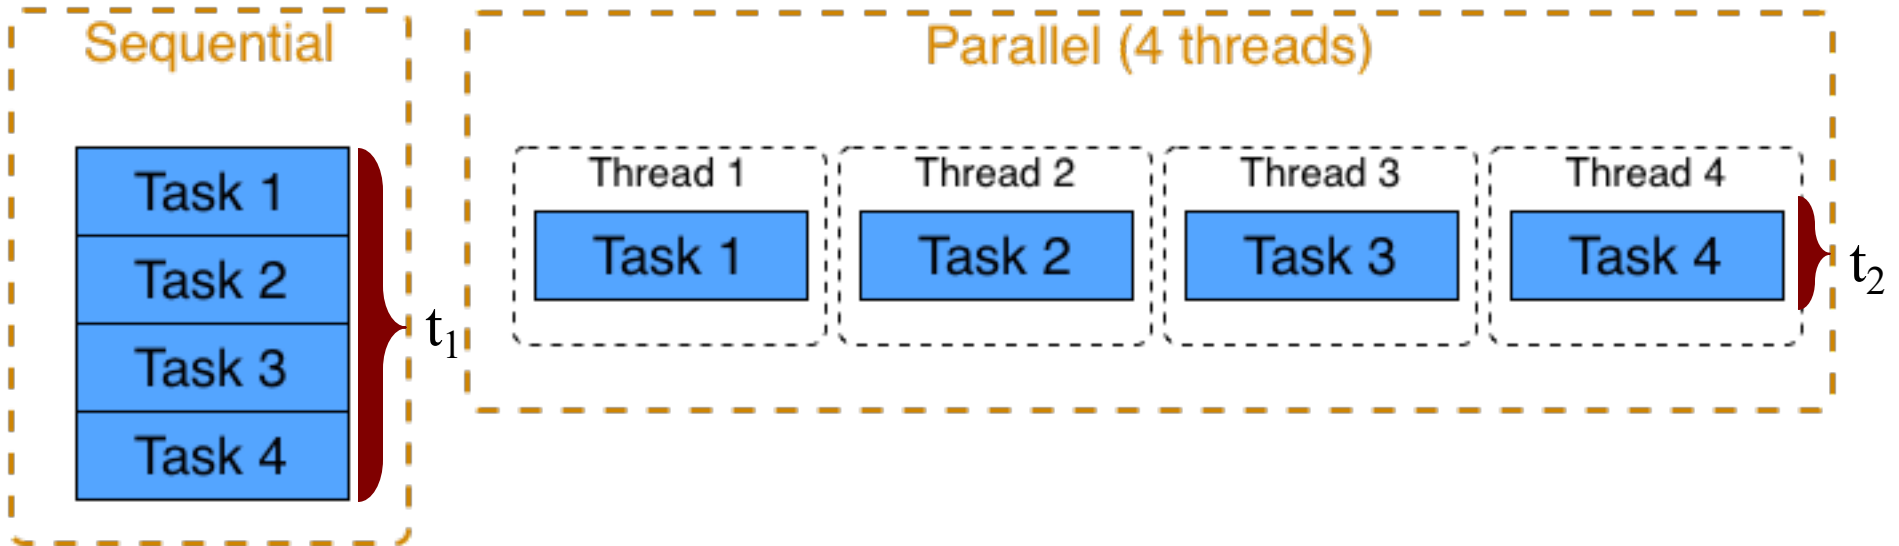 Sequential
Task 1
Task 2
Task 3
Task 4
t1
Parallel (4 threads)
Thread 1
Task 1
Thread 2
Task 2
Thread 3
Task 3
Thread 4
Task 4
t2